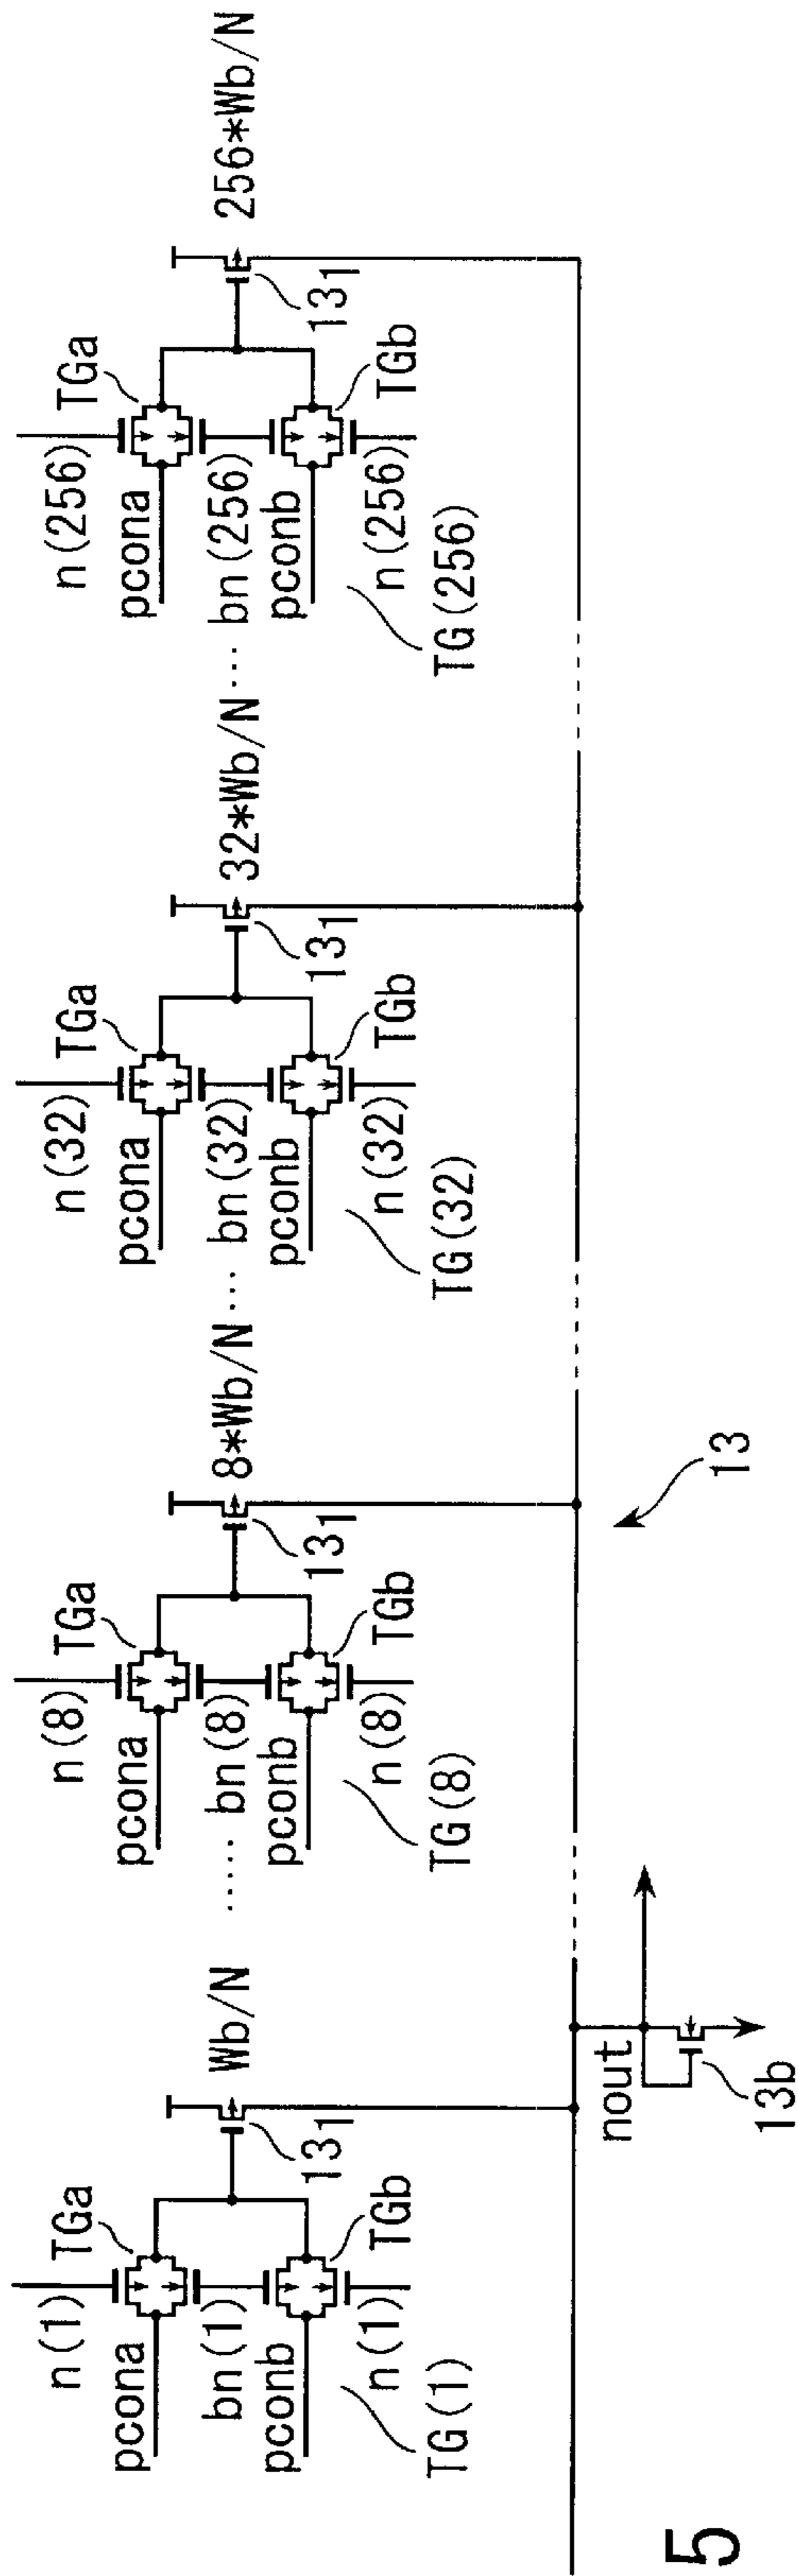 n(1)
TGa
pcona
bn(1)
pconb
TGb
n(1)
TG(1)
131
Wb/N
.....
n(8)
TGa
pcona
bn(8)
pconb
TGb
n(8)
TG(8)
131
8*Wb/N
...
n(32)
TGa
pcona
bn(32)
pconb
TGb
n(32)
TG(32)
131
32*Wb/N
...
n(256)
TGa
pcona
bn(256)
pconb
TGb
n(256)
TG(256)
131
256*Wb/N
nout
13b
13
5